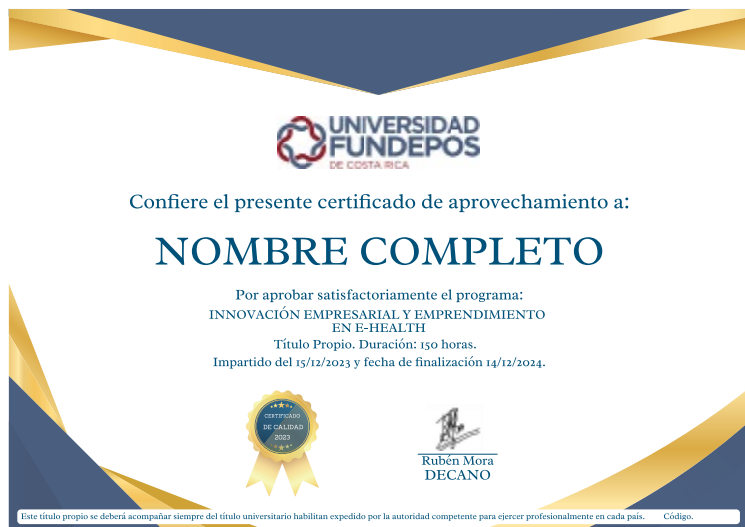 UNIVERSIDAD
FUNDEPOS
DE COSTA RICA
Confiere el presente certificado de aprovechamiento a:
NOMBRE COMPLETO
Por aprobar satisfactoriamente el programa:
INNOVACIÓN EMPRESARIAL Y EMPRENDIMIENTO
EN E-HEALTH
Título Propio. Duración: 150 horas.
Impartido del 15/12/2023 y fecha de finalización 14/12/2024.
CERTIFICADO
DE CALIDAD
2023
Rubén Mora
DECANO
Este título propio se deberá acompañar siempre del título universitario habilitan expedido por la autoridad competente para ejercer profesionalmente en cada país. Código.